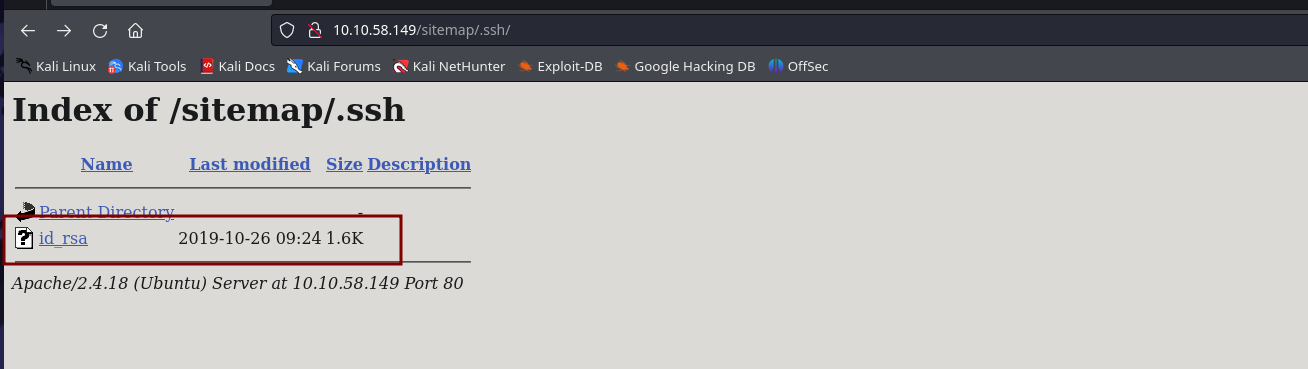 10.10.58.149/sitemap/.ssh/
Kali Linux Kali Tools Kali Docs Kali Forums Kali NetHunter Exploit-DB Google Hacking DB OffSec
Index of /sitemap/.ssh
Name Last modified Size Description
Parent Directory -
id_rsa 2019-10-26 09:24 1.6K
Apache/2.4.18 (Ubuntu) Server at 10.10.58.149 Port 80